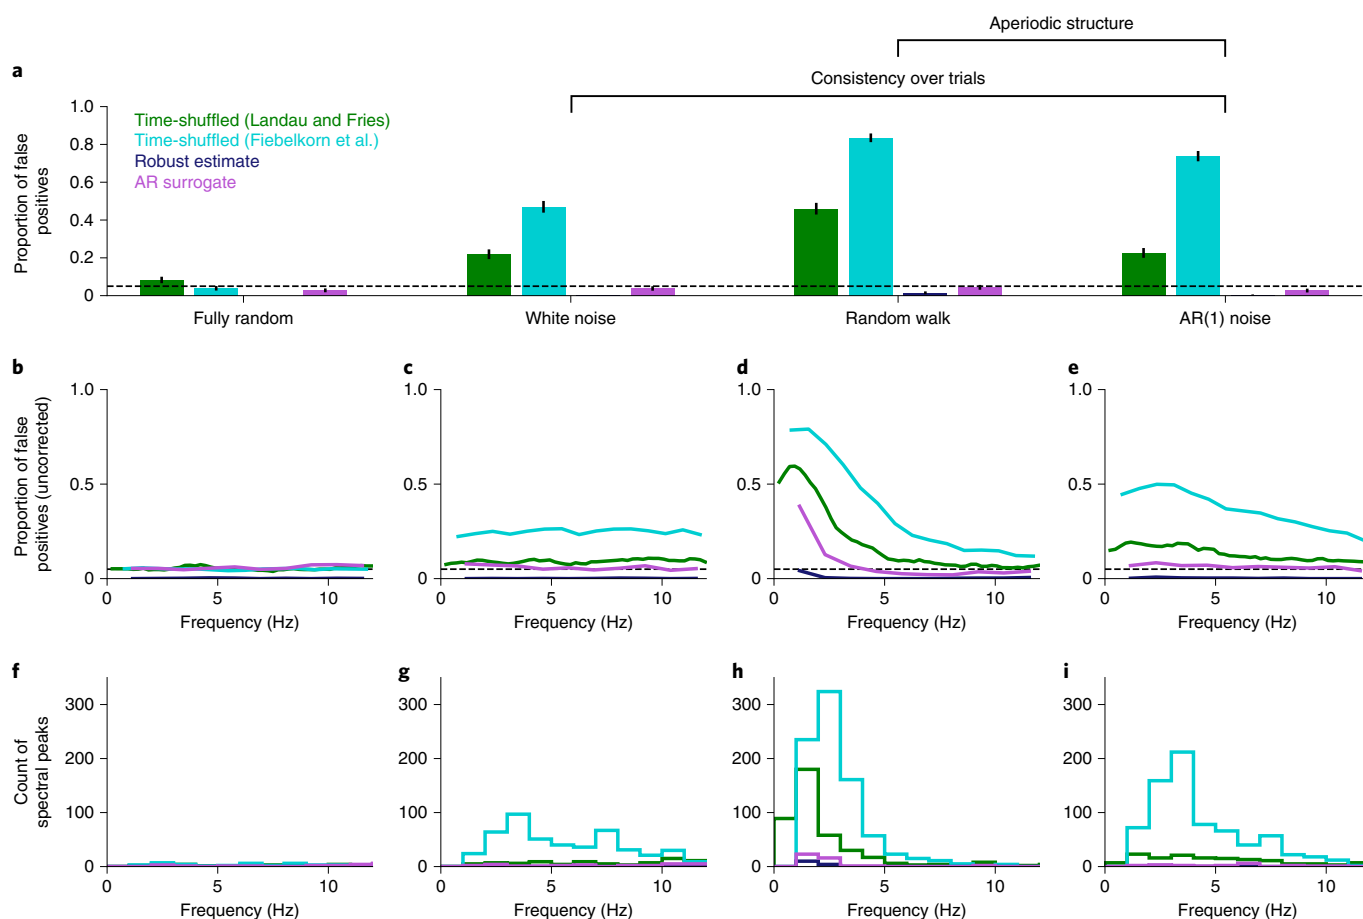 Aperiodic structure
a
Consistency over trials
Proportion of false
positives
1.0
0.8
0.6
0.4
0.2
0
Time-shuffled (Landau and Fries)
Time-shuffled (Fiebelkorn et al.)
Robust estimate
AR surrogate
Fully random
White noise
Random walk
AR(1) noise
b
c
d
e
Proportion of false
positives (uncorrected)
1.0
0.5
0
0
5
10
Frequency (Hz)
1.0
0.5
0
0
5
10
Frequency (Hz)
1.0
0.5
0
0
5
10
Frequency (Hz)
1.0
0.5
0
0
5
10
Frequency (Hz)
f
g
h
i
Count of
spectral peaks
300
200
100
0
0
5
10
Frequency (Hz)
300
200
100
0
0
5
10
Frequency (Hz)
300
200
100
0
0
5
10
Frequency (Hz)
300
200
100
0
0
5
10
Frequency (Hz)